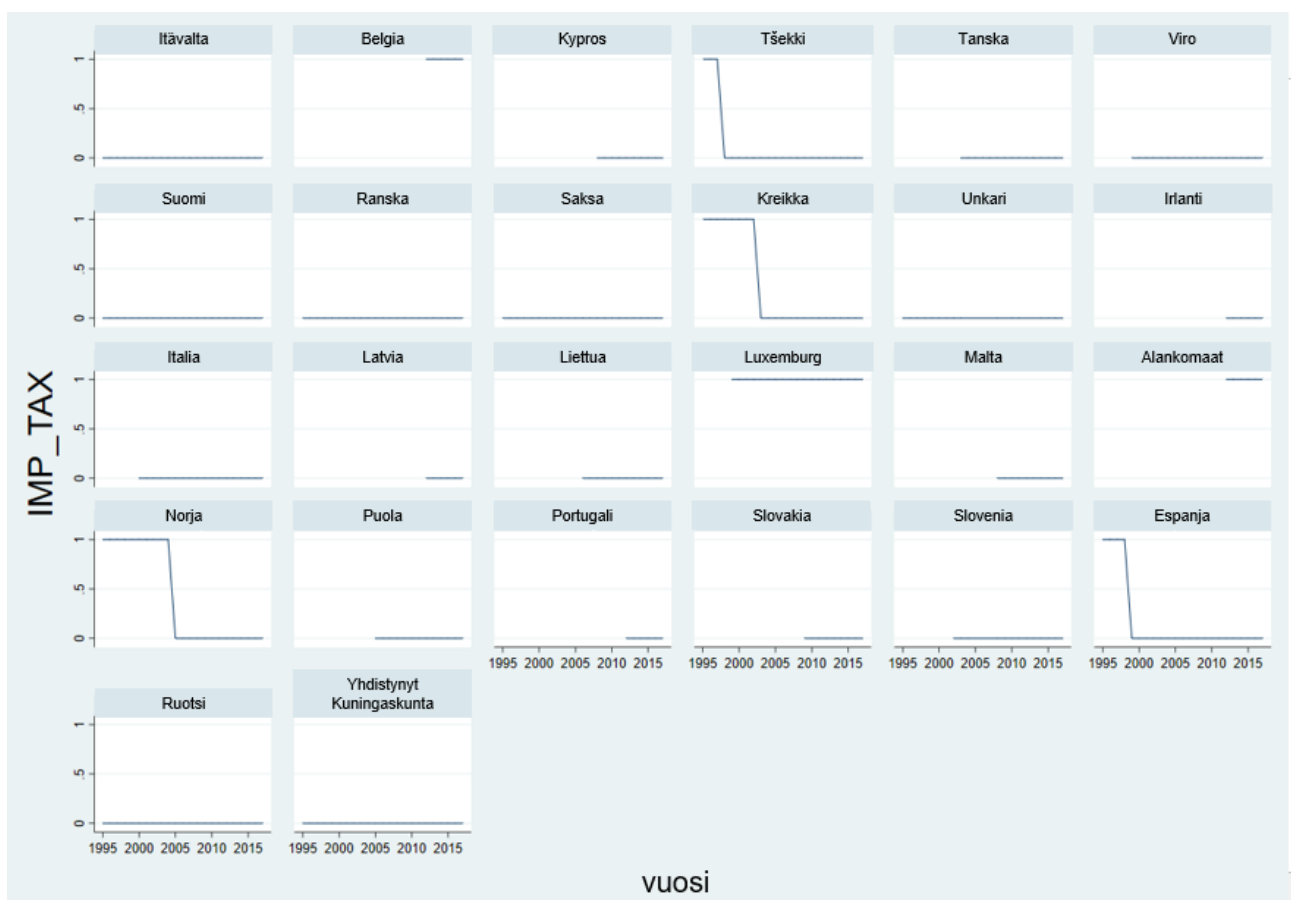 Itävalta Belgia Kypros Tšekki Tanska Viro
1
.5
0
Suomi Ranska Saksa Kreikka Unkari Irlanti
1
.5
0
Italia Latvia Liettua Luxemburg Malta Alankomaat
1
.5
0
IMP_TAX
Norja Puola Portugali Slovakia Slovenia Espanja
1
.5
0
1995 2000 2005 2010 2015 1995 2000 2005 2010 2015 1995 2000 2005 2010 2015 1995 2000 2005 2010 2015
Ruotsi Yhdistynyt
Kuningaskunta
1
.5
0
1995 2000 2005 2010 2015 1995 2000 2005 2010 2015
vuosi